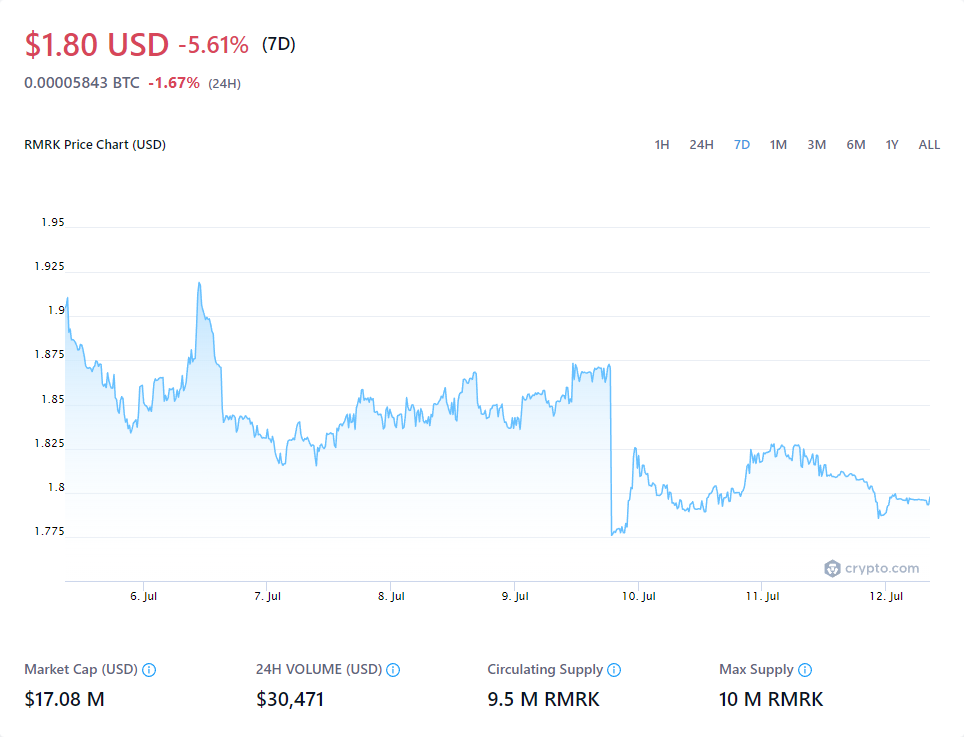 $1.80 USD -5.61% (7D)
0.00005843 BTC -1.67% (24H)
RMRK Price Chart (USD) 1H 24H 7D 1M 3M 6M 1Y ALL
1.95
1.925
1.9
1.875
1.85
1.825
1.8
1.775
crypto.com
6. Jul 7. Jul 8. Jul 9. Jul 10. Jul 11. Jul 12. Jul
Market Cap (USD) 24H VOLUME (USD) Circulating Supply Max Supply
$17.08 M $30,471 9.5 M RMRK 10 M RMRK